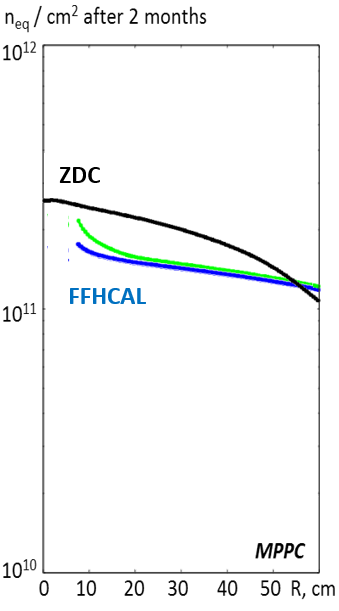 n_eq / cm² after 2 months
10¹²
ZDC
FFHCAL
10¹¹
MPPC
10¹⁰
0 10 20 30 40 50 R, cm